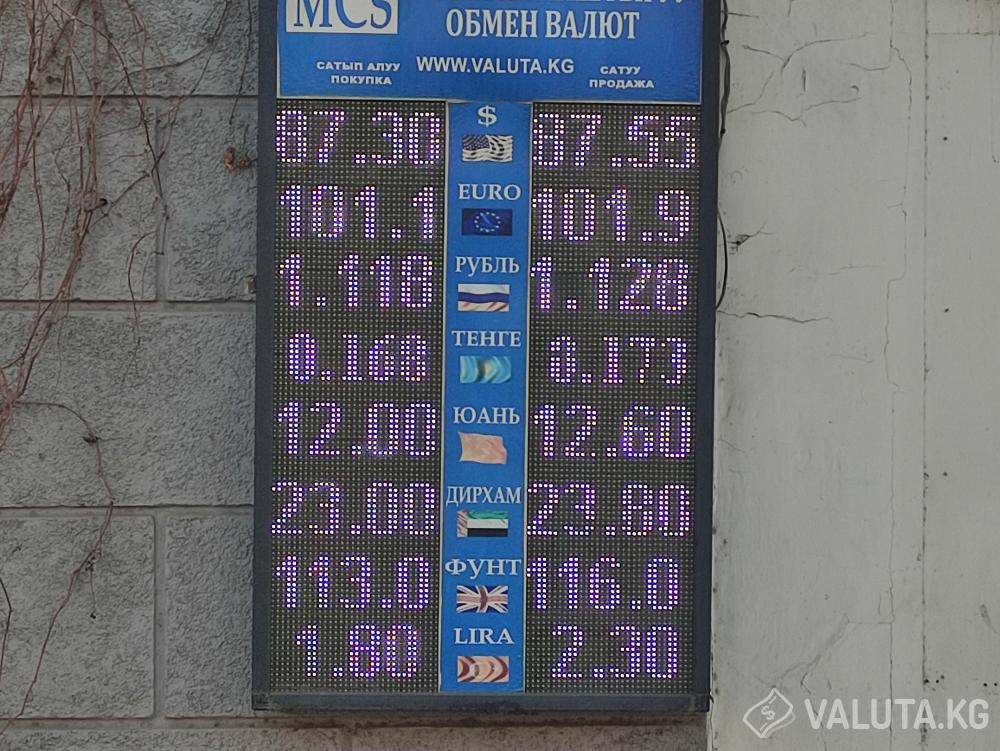 MCS
ОБМЕН ВАЛЮТ
САТЫП АЛУУ
ПОКУПКА
WWW.VALUTA.KG
САТУУ
ПРОДАЖА
87.30 $ 87.55
101.1 EURO 101.9
1.118 РУБЛЬ 1.128
0.168 ТЕНГЕ 0.173
12.00 ЮАНЬ 12.60
23.00 ДИРХАМ 23.80
113.0 ФУНТ 116.0
1.80 LIRA 2.30
VALUTA.KG